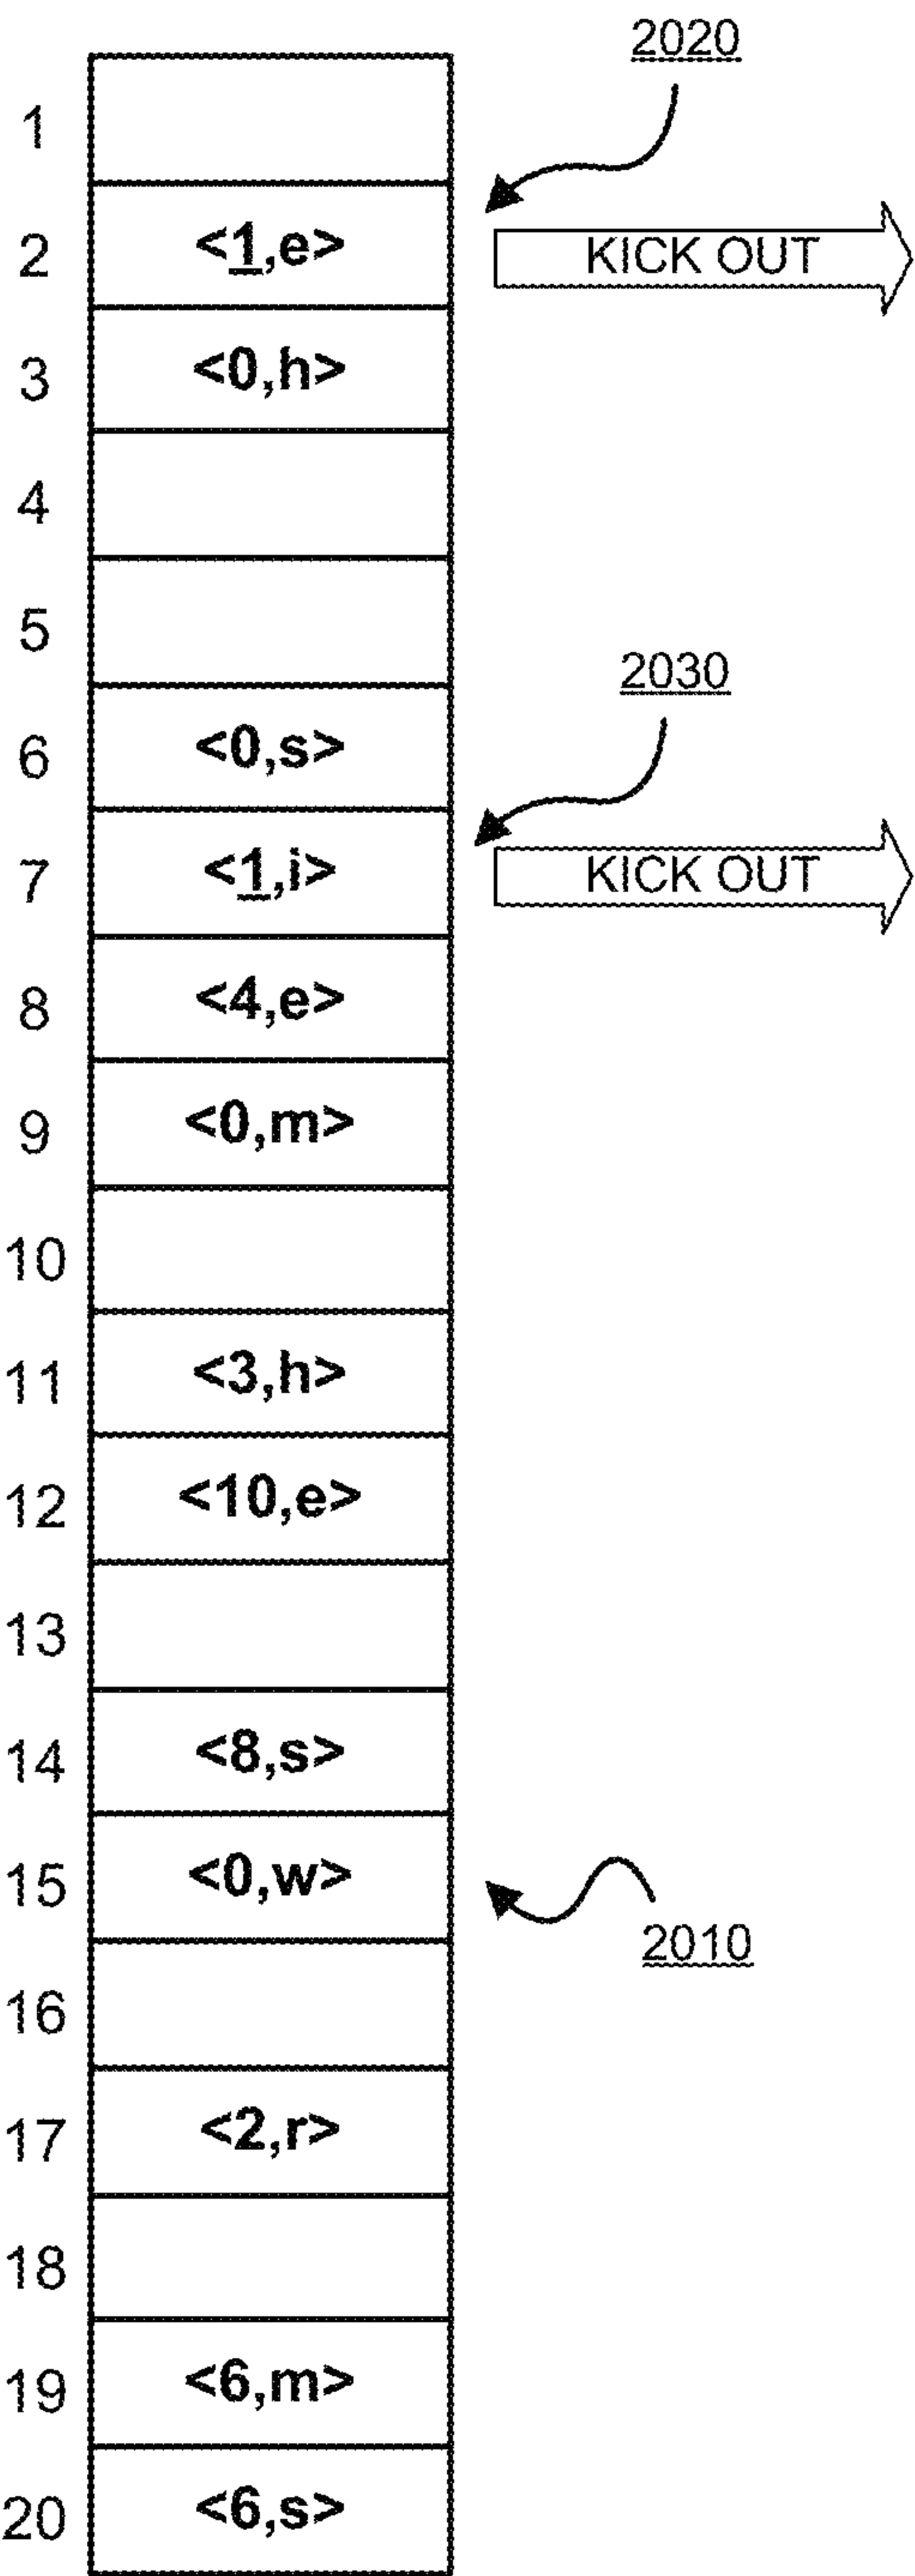 2020
1
2 <1,e> KICK OUT
3 <0,h>
4
5
2030
6 <0,s>
7 <1,i> KICK OUT
8 <4,e>
9 <0,m>
10
11 <3,h>
12 <10,e>
13
14 <8,s>
15 <0,w>
2010
16
17 <2,r>
18
19 <6,m>
20 <6,s>